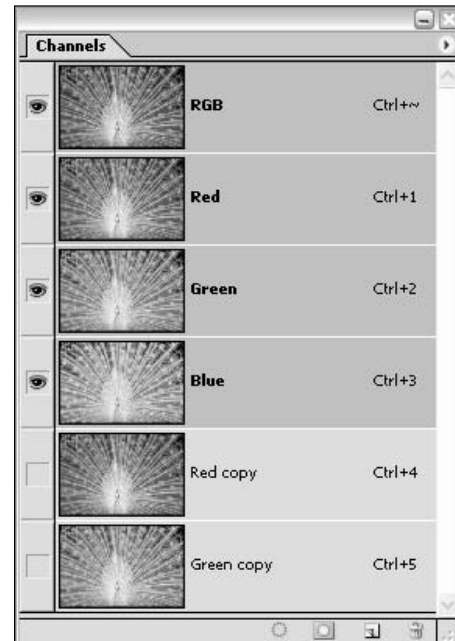 Channels
RGB Ctrl+~
Red Ctrl+1
Green Ctrl+2
Blue Ctrl+3
Red copy Ctrl+4
Green copy Ctrl+5